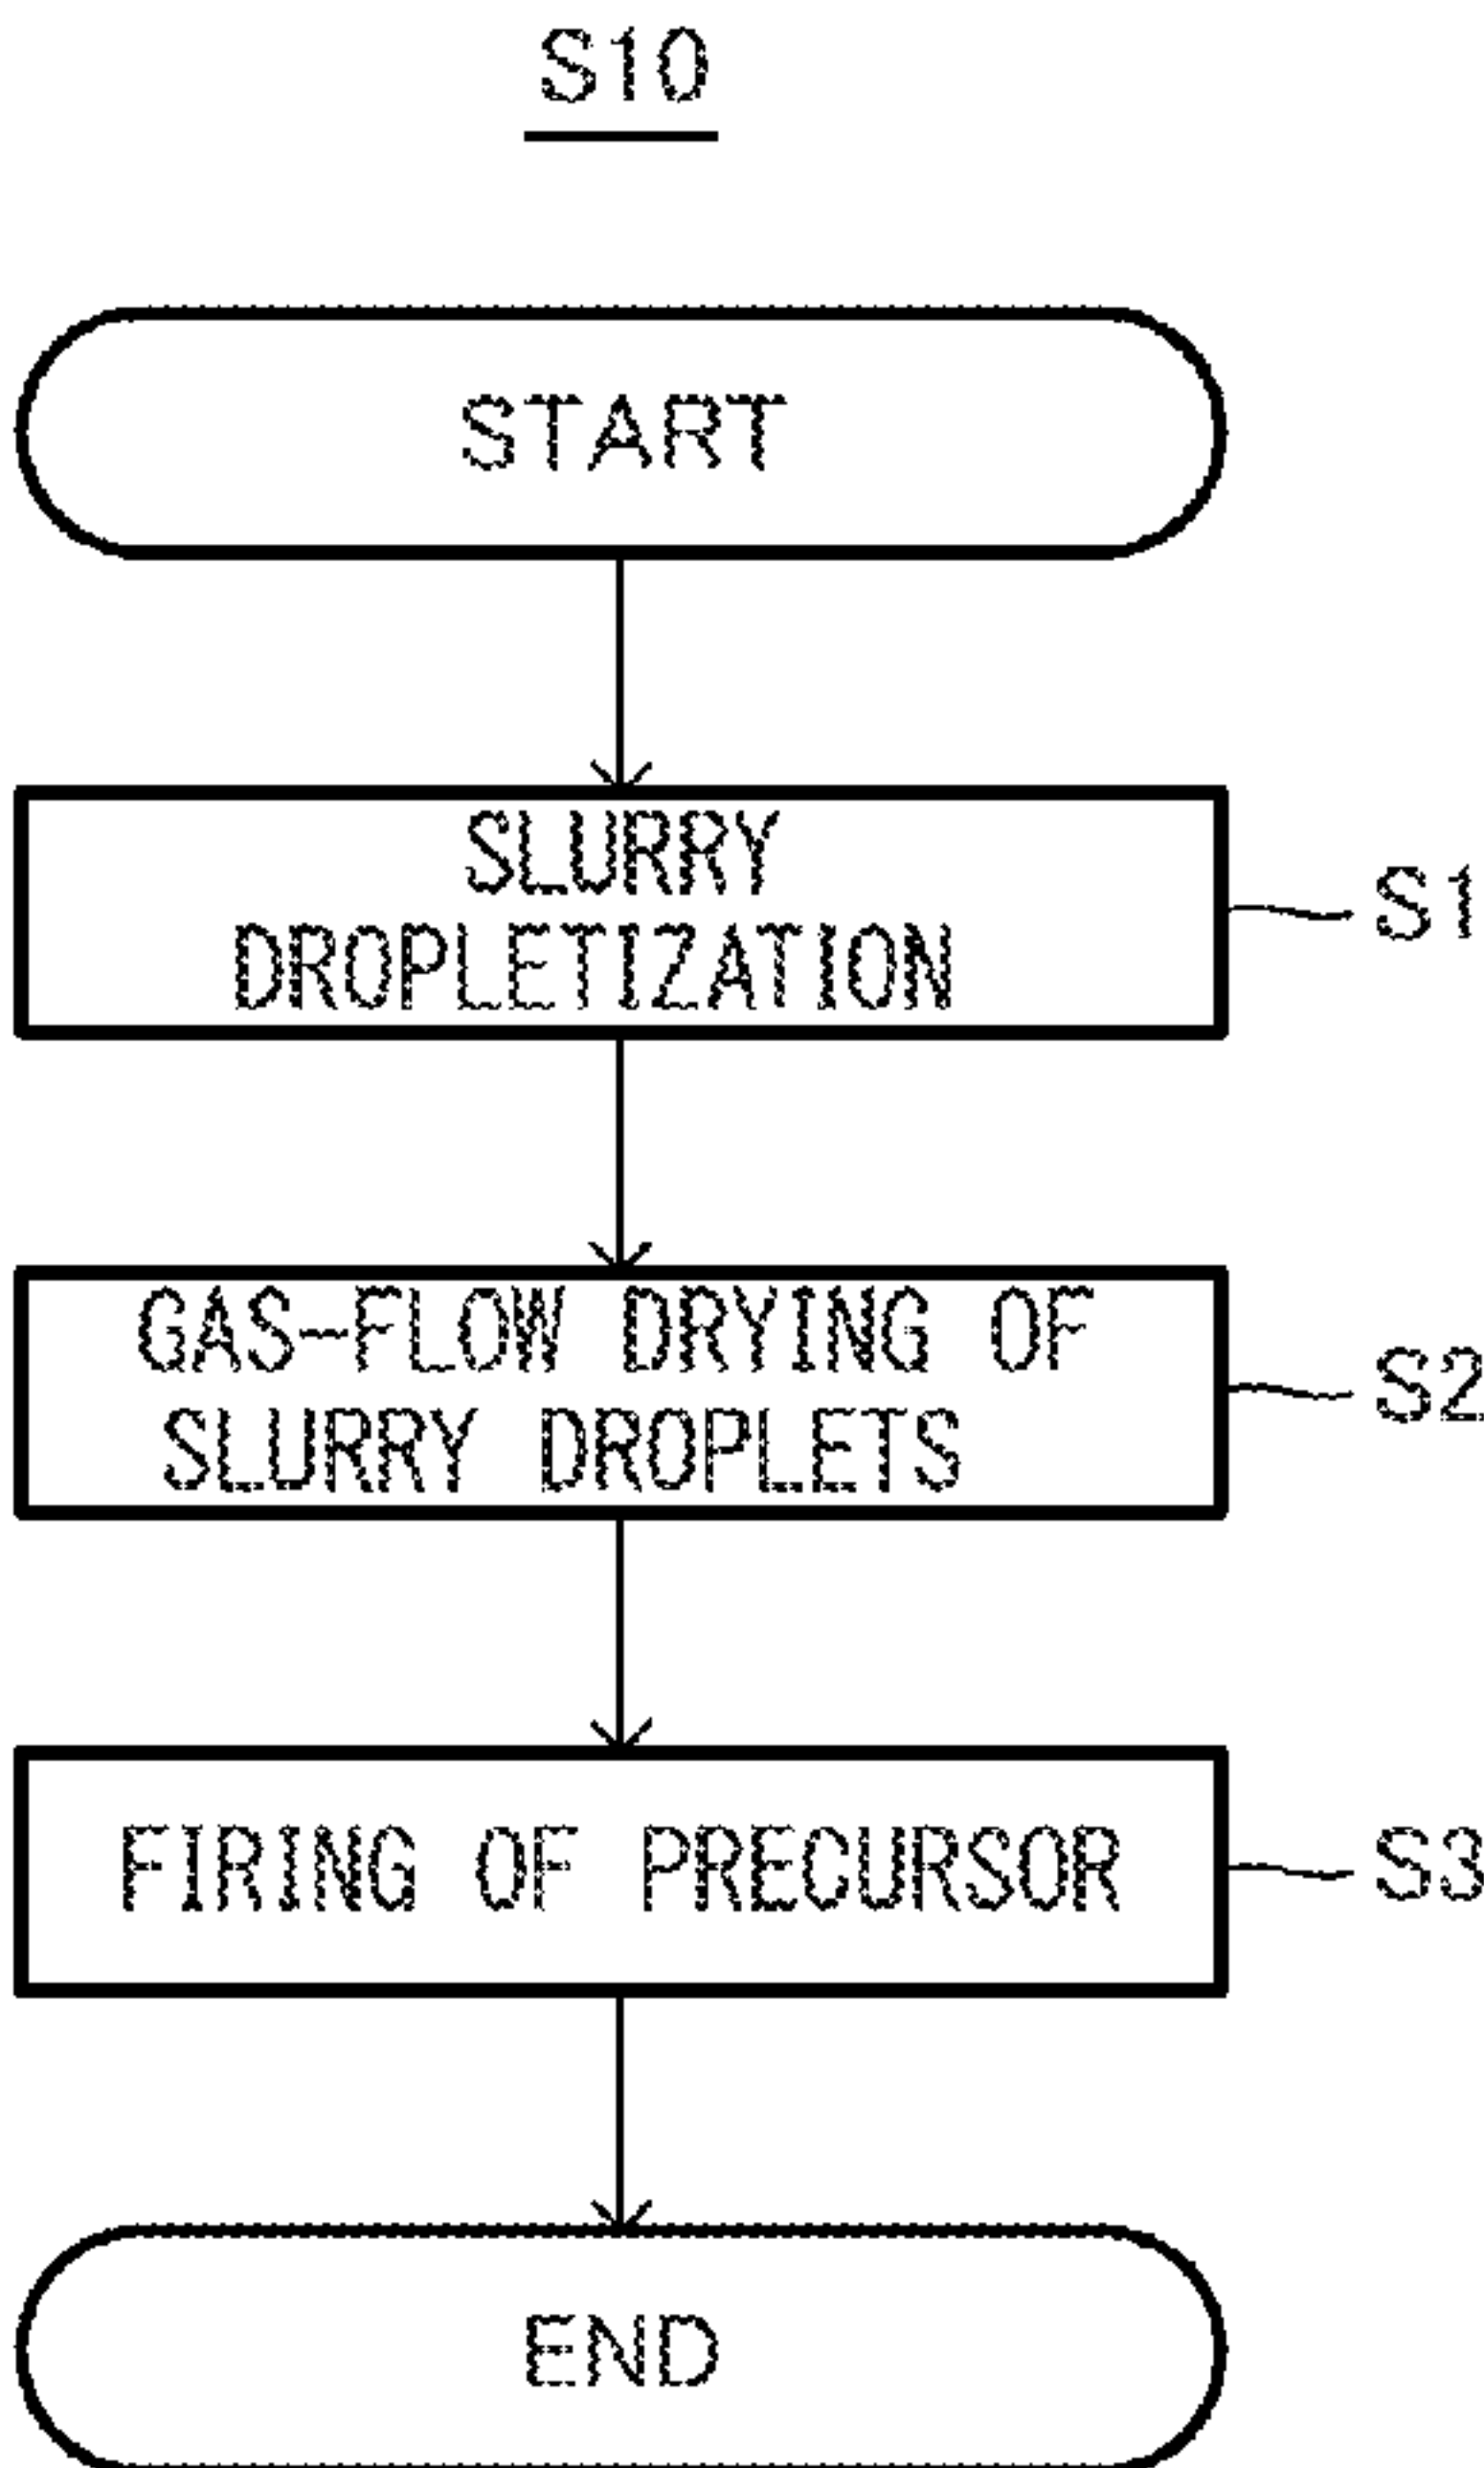 S10
START
SLURRY
DROPLETIZATION
S1
GAS-FLOW DRYING OF
SLURRY DROPLETS
S2
FIRING OF PRECURSOR
S3
END